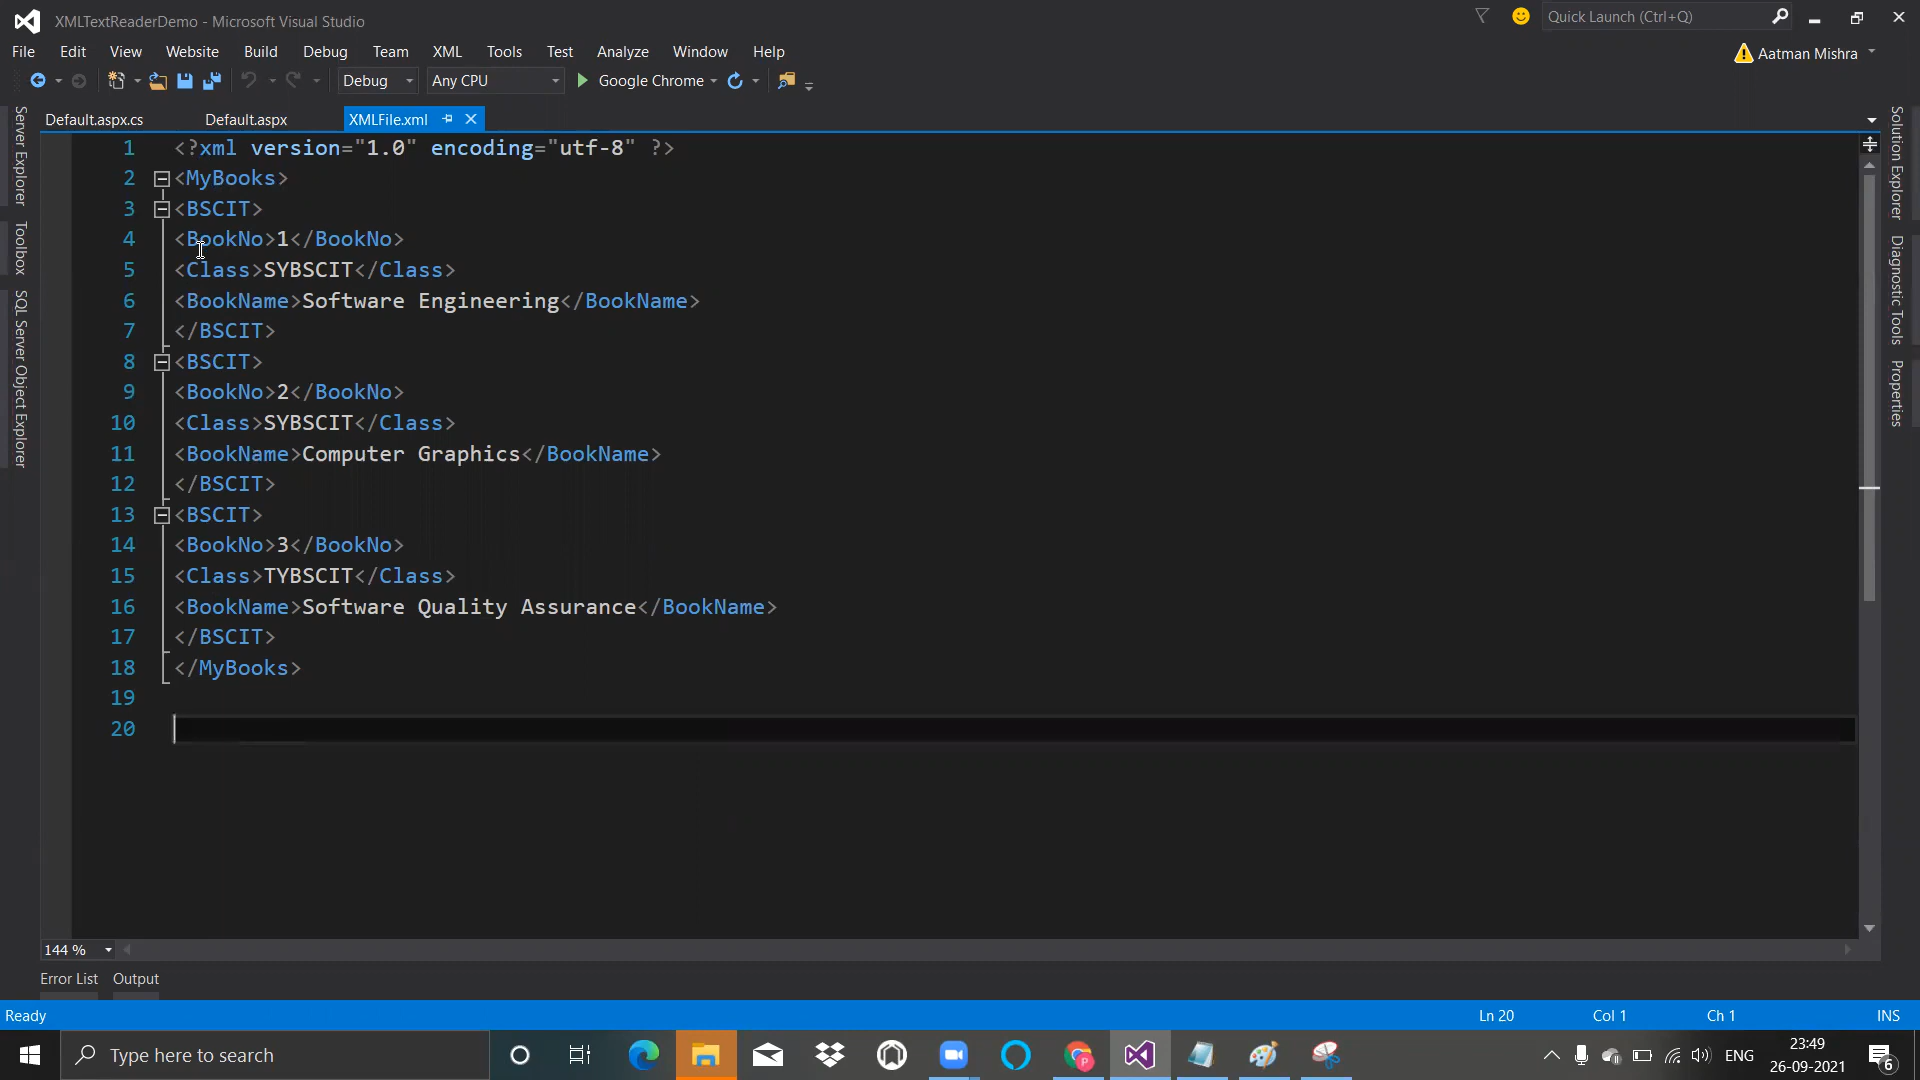 XMLTextReaderDemo - Microsoft Visual Studio
Quick Launch (Ctrl+Q)
File Edit View Website Build Debug Team XML Tools Test Analyze Window Help
Aatman Mishra
Debug Any CPU Google Chrome
Default.aspx.cs Default.aspx XMLFile.xml
Server Explorer
Toolbox
SQL Server Object Explorer
1 <?xml version="1.0" encoding="utf-8" ?>
2 <MyBooks>
3 <BSCIT>
4 <BookNo>1</BookNo>
5 <Class>SYBSCIT</Class>
6 <BookName>Software Engineering</BookName>
7 </BSCIT>
8 <BSCIT>
9 <BookNo>2</BookNo>
10 <Class>SYBSCIT</Class>
11 <BookName>Computer Graphics</BookName>
12 </BSCIT>
13 <BSCIT>
14 <BookNo>3</BookNo>
15 <Class>TYBSCIT</Class>
16 <BookName>Software Quality Assurance</BookName>
17 </BSCIT>
18 </MyBooks>
19
20
Solution Explorer
Diagnostic Tools
Properties
144 %
Error List Output
Ready Ln 20 Col 1 Ch 1 INS
Type here to search
P
ENG
23:49
26-09-2021
6